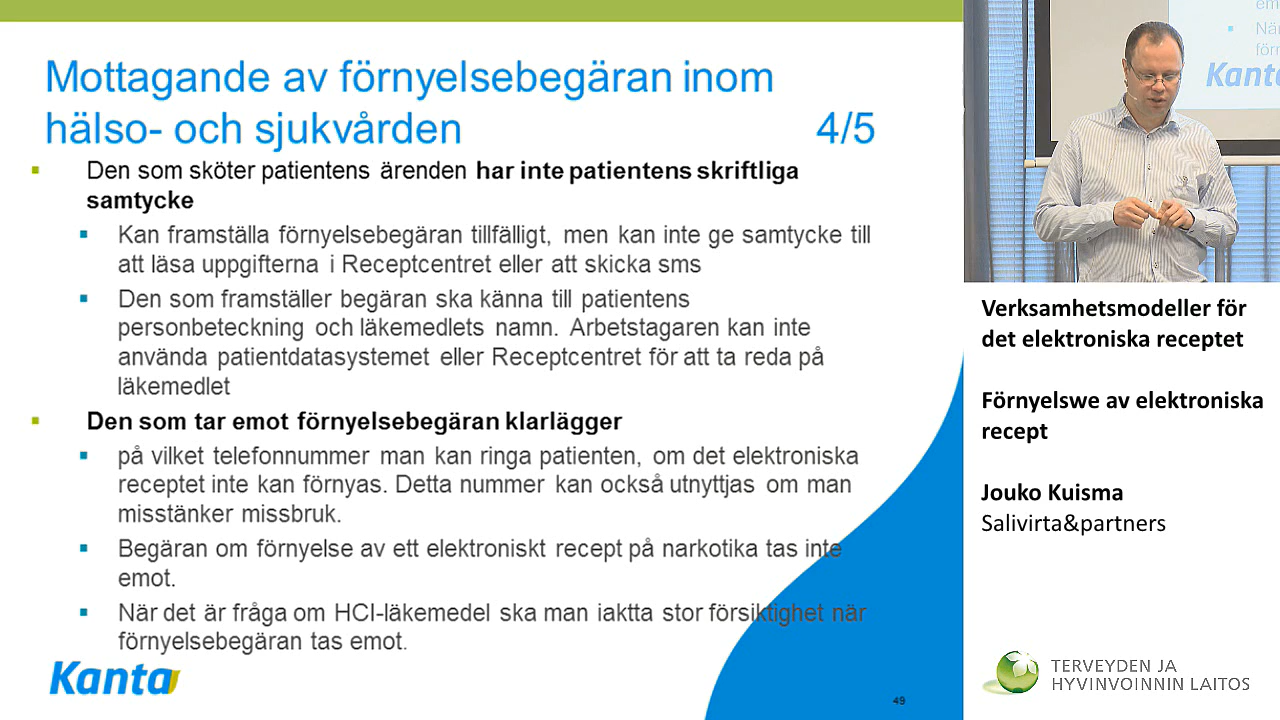 Mottagande av förnyelsebegäran inom
hälso- och sjukvården 4/5
Den som sköter patientens ärenden har inte patientens skriftliga
samtycke
Kan framställa förnyelsebegäran tillfälligt, men kan inte ge samtycke till
att läsa uppgifterna i Receptcentret eller att skicka sms
Den som framställer begäran ska känna till patientens
personbeteckning och läkemedlets namn. Arbetstagaren kan inte
använda patientdatasystemet eller Receptcentret för att ta reda på
läkemedlet
Den som tar emot förnyelsebegäran klarlägger
på vilket telefonnummer man kan ringa patienten, om det elektroniska
receptet inte kan förnyas. Detta nummer kan också utnyttjas om man
misstänker missbruk.
Begäran om förnyelse av ett elektroniskt recept på narkotika tas inte
emot.
När det är fråga om HCI-läkemedel ska man iaktta stor försiktighet när
förnyelsebegäran tas emot.
Kanta
49
Kanta
Verksamhetsmodeller för
det elektroniska receptet
Förnyelswe av elektroniska
recept
Jouko Kuisma
Salivirta&partners
TERVEYDEN JA
HYVINVOINNIN LAITOS